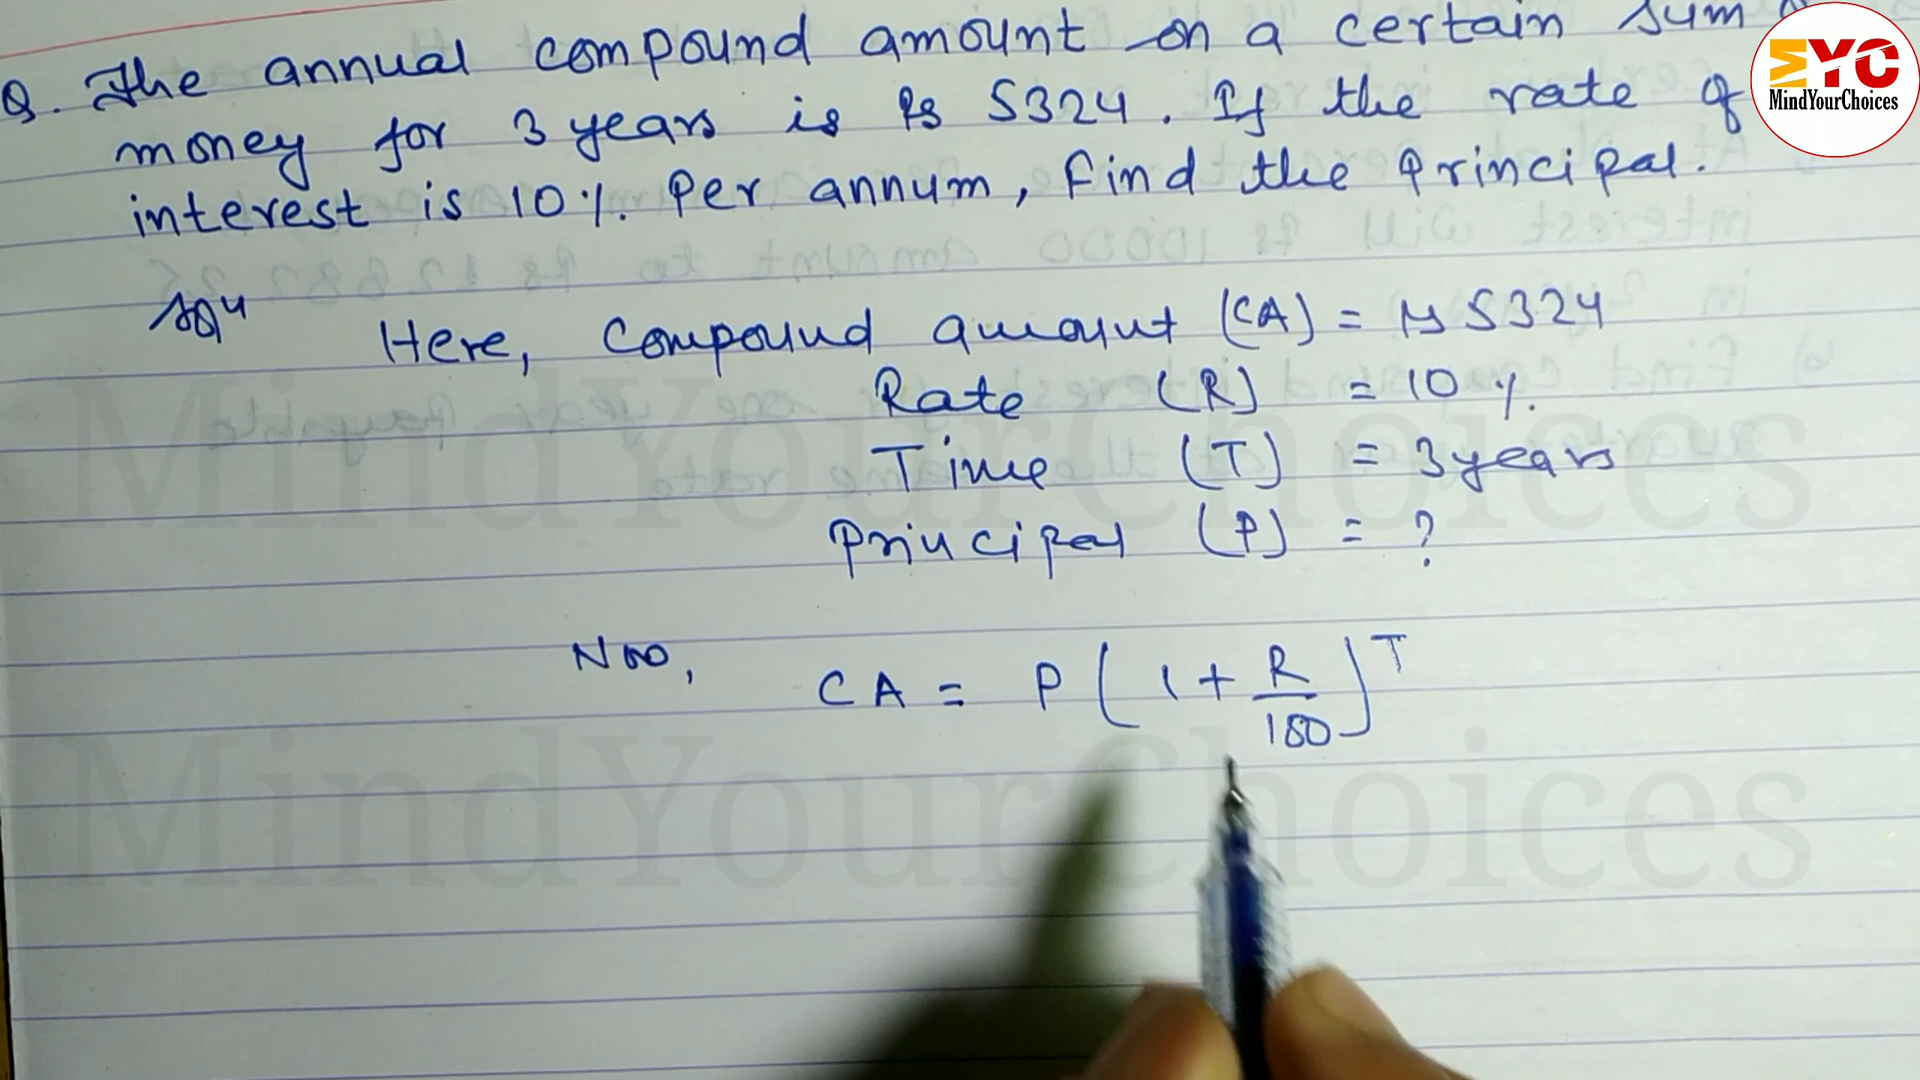 Q. The annual compound amount on a certain sum
money for 3 years is Rs 5324. If the rate of
interest is 10%. Per annum, Find the Principal.
MYC
MindYourChoices
Solⁿ
Here, Compound amount (CA) = Rs 5324
Rate (R) = 10%.
Time (T) = 3 years
Principal (P) = ?
Now, CA = P(1+R/100)^T
MindYourChoices
MindYourChoices